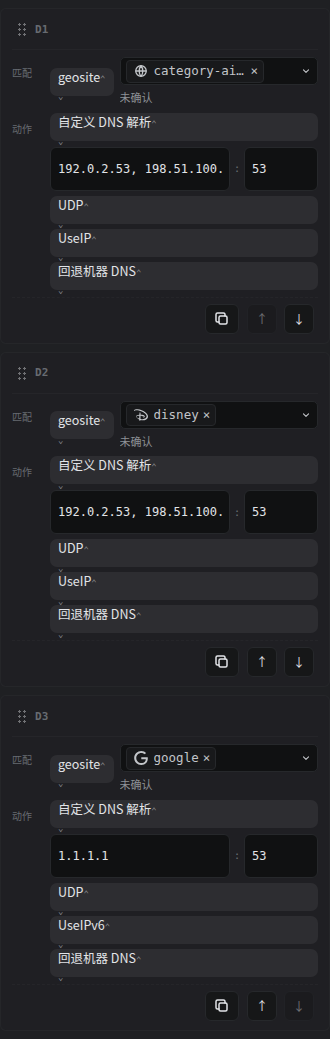 D1
匹配
geosite
category-ai…
未确认
动作
自定义 DNS 解析
192.0.2.53, 198.51.100. : 53
UDP
UseIP
回退机器 DNS
D2
匹配
geosite
disney
未确认
动作
自定义 DNS 解析
192.0.2.53, 198.51.100. : 53
UDP
UseIP
回退机器 DNS
D3
匹配
geosite
google
未确认
动作
自定义 DNS 解析
1.1.1.1 : 53
UDP
UseIPv6
回退机器 DNS